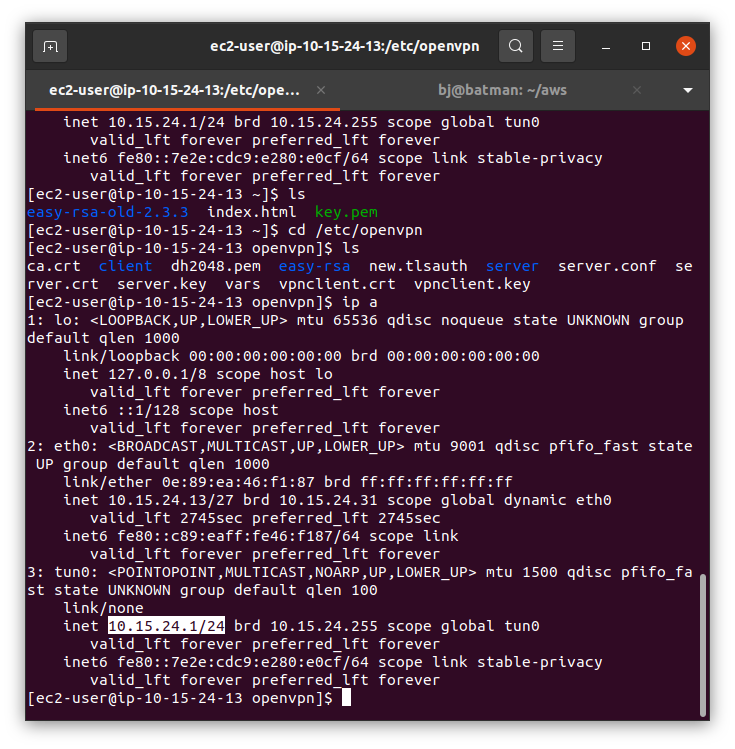 ec2-user@ip-10-15-24-13:/etc/openvpn
ec2-user@ip-10-15-24-13:/etc/ope...
bj@batman: ~/aws
inet 10.15.24.1/24 brd 10.15.24.255 scope global tun0
valid_lft forever preferred_lft forever
inet6 fe80::7e2e:cdc9:e280:e0cf/64 scope link stable-privacy
valid_lft forever preferred_lft forever
[ec2-user@ip-10-15-24-13 ~]$ ls
easy-rsa-old-2.3.3  index.html  key.pem
[ec2-user@ip-10-15-24-13 ~]$ cd /etc/openvpn
[ec2-user@ip-10-15-24-13 openvpn]$ ls
ca.crt  client  dh2048.pem  easy-rsa  new.tlsauth  server  server.conf  se
rver.crt  server.key  vars  vpnclient.crt  vpnclient.key
[ec2-user@ip-10-15-24-13 openvpn]$ ip a
1: lo: <LOOPBACK,UP,LOWER_UP> mtu 65536 qdisc noqueue state UNKNOWN group
default qlen 1000
link/loopback 00:00:00:00:00:00 brd 00:00:00:00:00:00
inet 127.0.0.1/8 scope host lo
valid_lft forever preferred_lft forever
inet6 ::1/128 scope host
valid_lft forever preferred_lft forever
2: eth0: <BROADCAST,MULTICAST,UP,LOWER_UP> mtu 9001 qdisc pfifo_fast state
UP group default qlen 1000
link/ether 0e:89:ea:46:f1:87 brd ff:ff:ff:ff:ff:ff
inet 10.15.24.13/27 brd 10.15.24.31 scope global dynamic eth0
valid_lft 2745sec preferred_lft 2745sec
inet6 fe80::c89:eaff:fe46:f187/64 scope link
valid_lft forever preferred_lft forever
3: tun0: <POINTOPOINT,MULTICAST,NOARP,UP,LOWER_UP> mtu 1500 qdisc pfifo_fa
st state UNKNOWN group default qlen 100
link/none
inet 10.15.24.1/24 brd 10.15.24.255 scope global tun0
valid_lft forever preferred_lft forever
inet6 fe80::7e2e:cdc9:e280:e0cf/64 scope link stable-privacy
valid_lft forever preferred_lft forever
[ec2-user@ip-10-15-24-13 openvpn]$